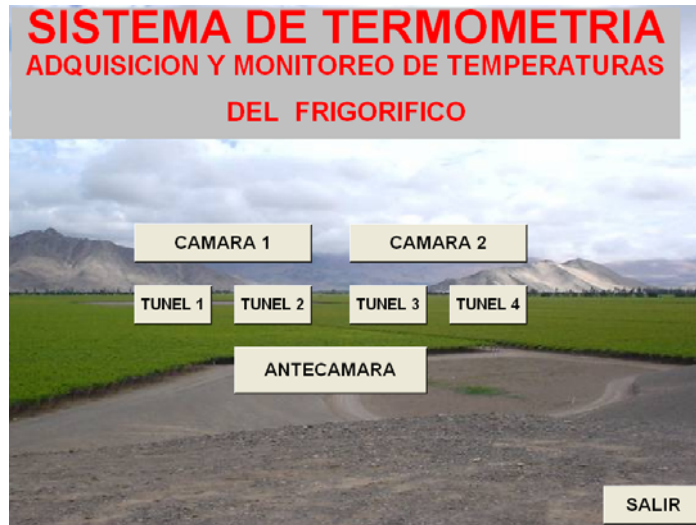 SISTEMA DE TERMOMETRIA
ADQUISICION Y MONITOREO DE TEMPERATURAS
DEL FRIGORIFICO
CAMARA 1 CAMARA 2
TUNEL 1 TUNEL 2 TUNEL 3 TUNEL 4
ANTECAMARA
SALIR